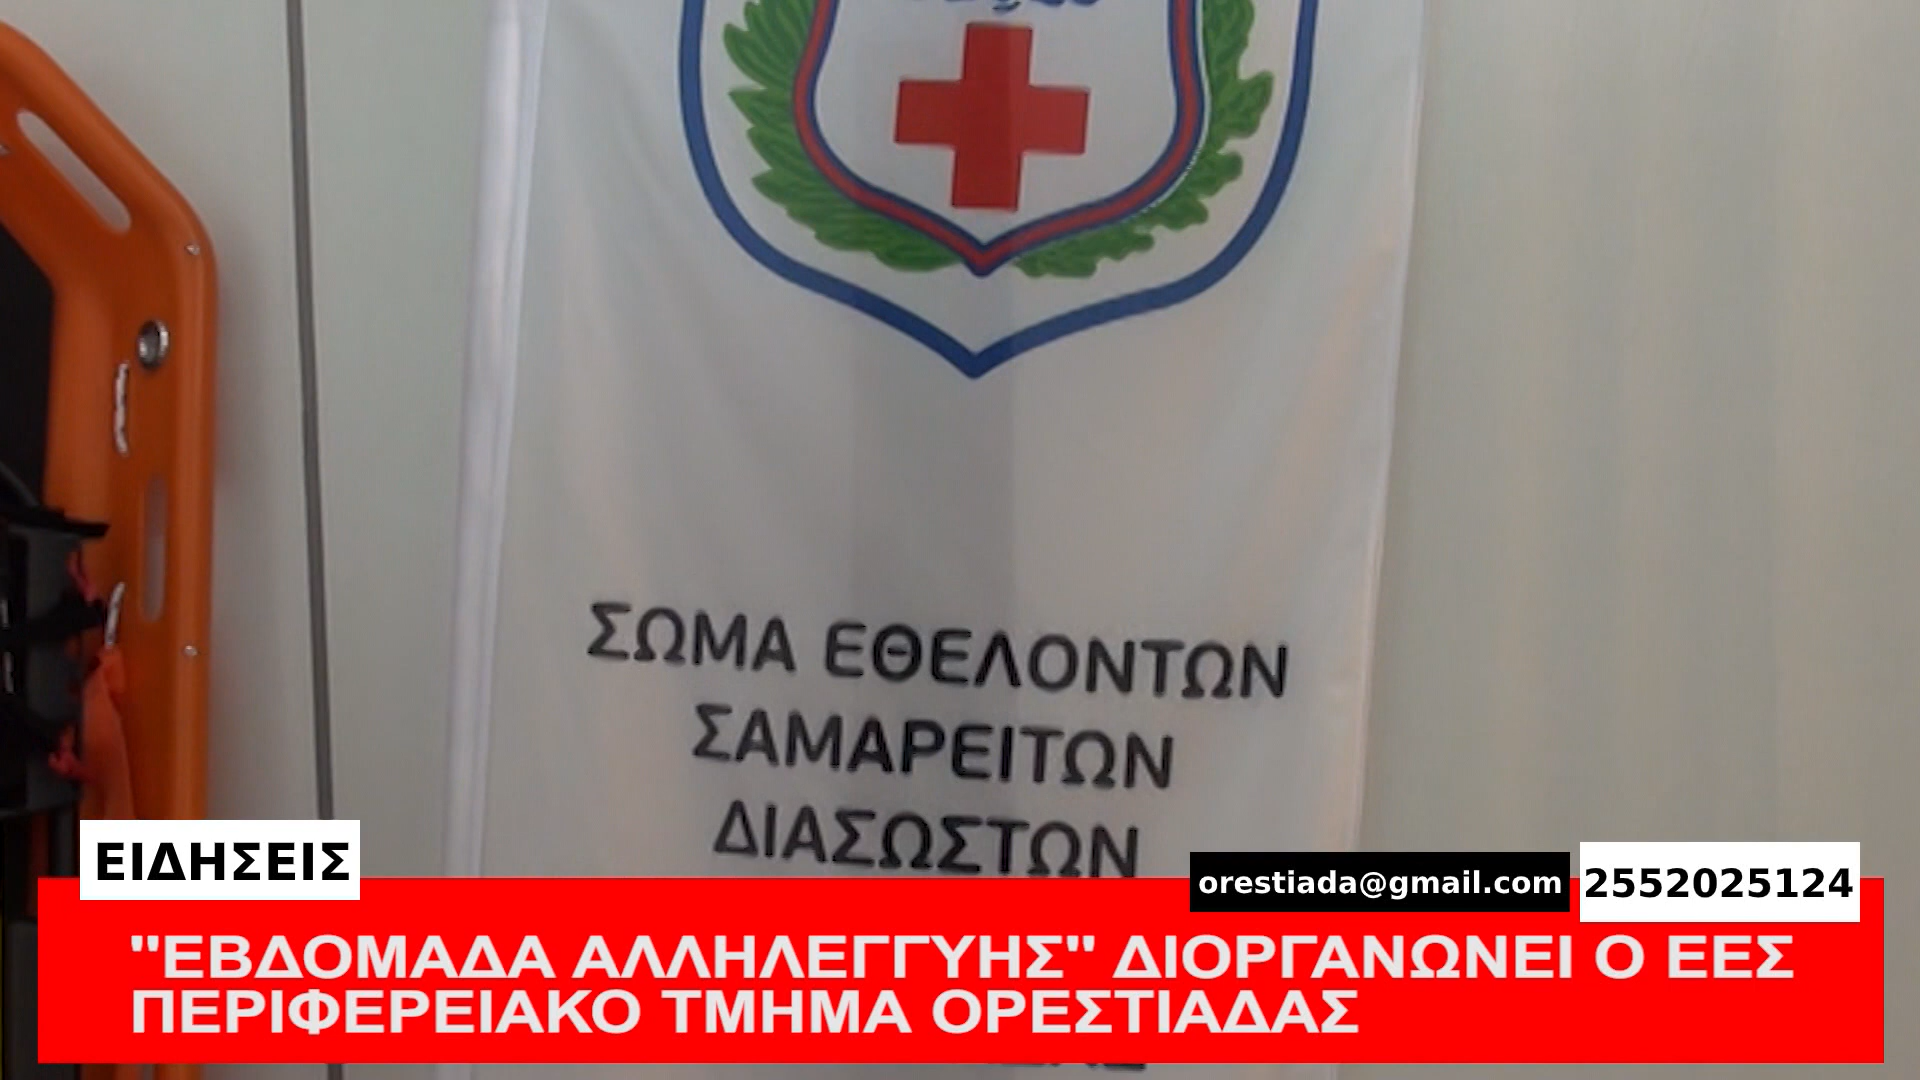 ΣΩΜΑ ΕΘΕΛΟΝΤΩΝ
ΣΑΜΑΡΕΙΤΩΝ
ΔΙΑΣΩΣΤΩΝ
ΕΙΔΗΣΕΙΣ
orestiada@gmail.com
2552025124
"ΕΒΔΟΜΑΔΑ ΑΛΛΗΛΕΓΓΥΗΣ" ΔΙΟΡΓΑΝΩΝΕΙ Ο ΕΕΣ
ΠΕΡΙΦΕΡΕΙΑΚΟ ΤΜΗΜΑ ΟΡΕΣΤΙΑΔΑΣ